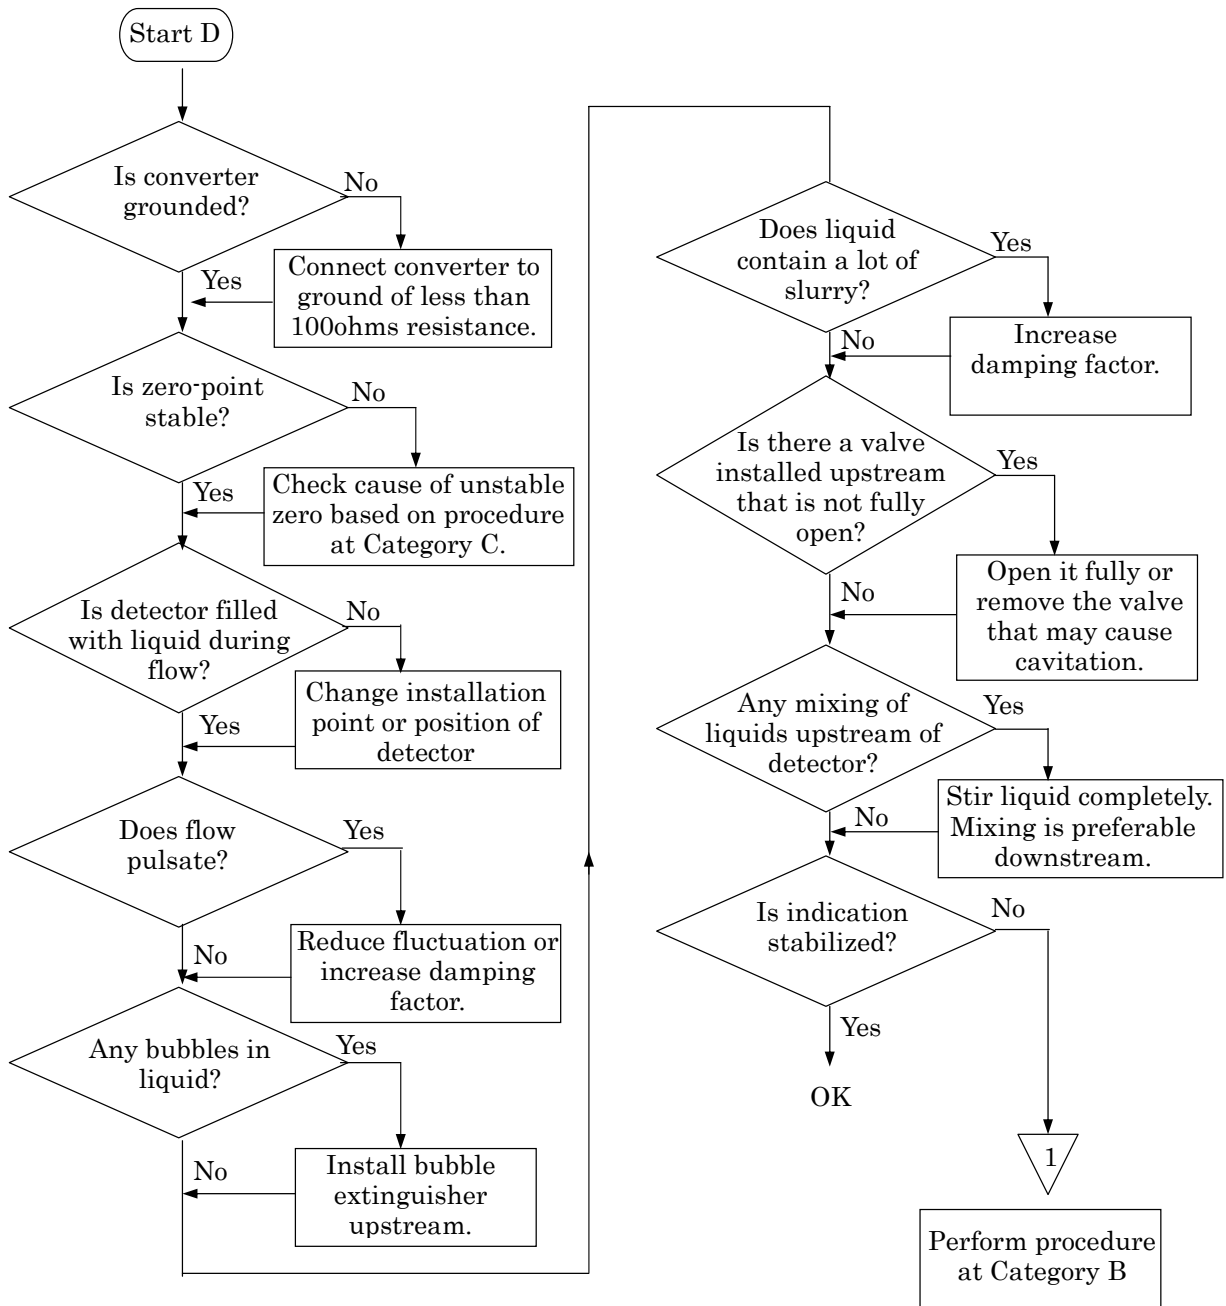 Start D
Is converter
grounded?
No
Yes
Connect converter to
ground of less than
100ohms resistance.
Is zero-point
stable?
No
Yes
Check cause of unstable
zero based on procedure
at Category C.
Is detector filled
with liquid during
flow?
No
Yes
Change installation
point or position of
detector
Does flow
pulsate?
Yes
No
Reduce fluctuation or
increase damping
factor.
Any bubbles in
liquid?
Yes
No
Install bubble
extinguisher
upstream.
Does liquid
contain a lot of
slurry?
Yes
No
Increase
damping factor.
Is there a valve
installed upstream
that is not fully
open?
Yes
No
Open it fully or
remove the valve
that may cause
cavitation.
Any mixing of
liquids upstream of
detector?
Yes
No
Stir liquid completely.
Mixing is preferable
downstream.
Is indication
stabilized?
No
Yes
OK
1
Perform procedure
at Category B